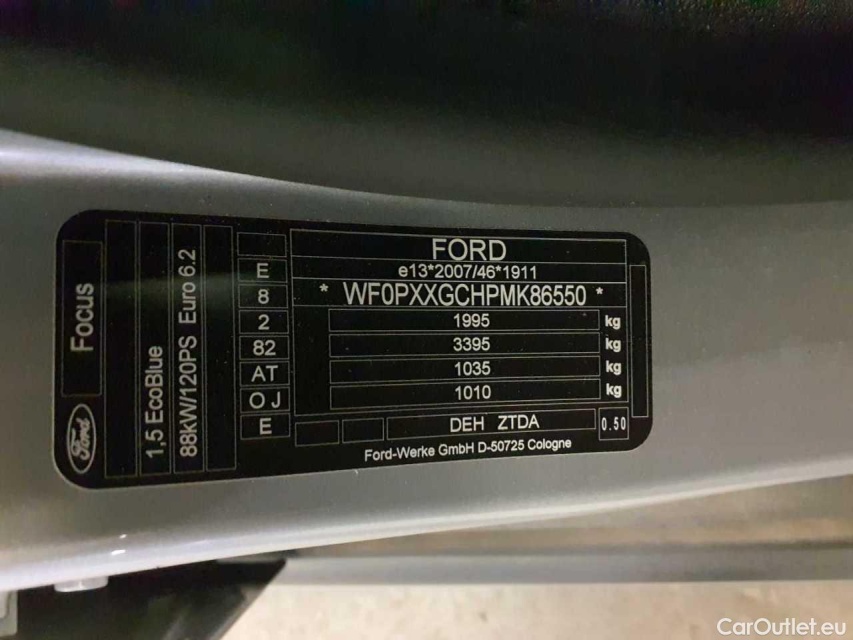 Focus
Ford
1,5 EcoBlue
88kW/120PS Euro 6.2
E
8
2
82
AT
OJ
E
FORD
e13*2007/46*1911
* WF0PXXGCHPMK86550 *
1995 kg
3395 kg
1035 kg
1010 kg
DEH ZTDA 0.50
Ford-Werke GmbH D-50725 Cologne
CarOutlet.eu